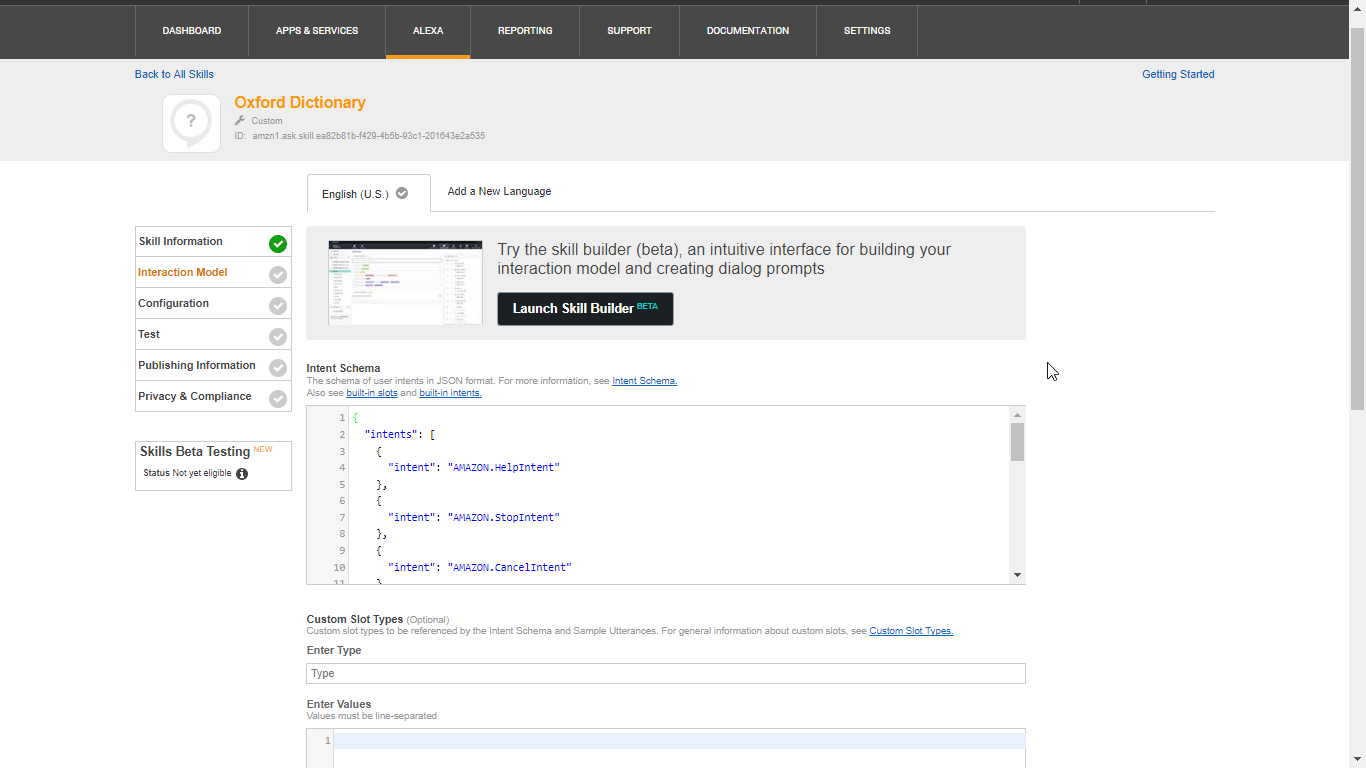 DASHBOARD APPS & SERVICES ALEXA REPORTING SUPPORT DOCUMENTATION SETTINGS
Back to All Skills Getting Started
?
Oxford Dictionary
Custom
ID: amzn1.ask.skill.ea82b81b-f429-4b5b-93c1-201643e2a535
English (U.S.) Add a New Language
Skill Information
Interaction Model
Configuration
Test
Publishing Information
Privacy & Compliance
Skills Beta Testing NEW
Status Not yet eligible
Try the skill builder (beta), an intuitive interface for building your
interaction model and creating dialog prompts
Launch Skill Builder BETA
Intent Schema
The schema of user intents in JSON format. For more information, see Intent Schema.
Also see built-in slots and built-in intents.
1 {
2 "intents": [
3 {
4 "intent": "AMAZON.HelpIntent"
5 },
6 {
7 "intent": "AMAZON.StopIntent"
8 },
9 {
10 "intent": "AMAZON.CancelIntent"
11 }
Custom Slot Types (Optional)
Custom slot types to be referenced by the Intent Schema and Sample Utterances. For general information about custom slots, see Custom Slot Types.
Enter Type
Type
Enter Values
Values must be line-separated
1